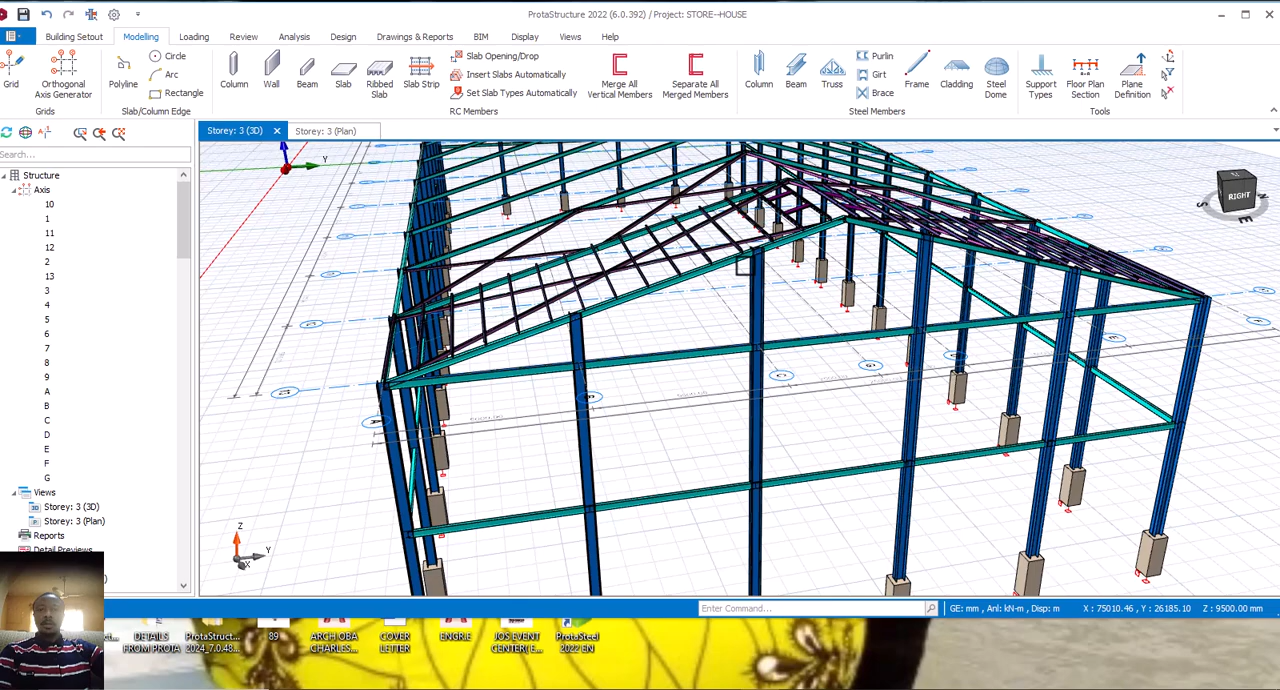 ProtaStructure 2022 (6.0.392) / Project: STORE--HOUSE
Building Setout Modelling Loading Review Analysis Design Drawings & Reports BIM Display Views Help
Grid
Orthogonal
Axis Generator
Grids
Polyline
Circle
Arc
Rectangle
Slab/Column Edge
Column
Wall
Beam
Slab
Ribbed
Slab
Slab Strip
Slab Opening/Drop
Insert Slabs Automatically
Set Slab Types Automatically
Merge All
Vertical Members
Separate All
Merged Members
RC Members
Column
Beam
Truss
Purlin
Girt
Brace
Frame
Cladding
Steel
Dome
Steel Members
Support
Types
Floor Plan
Section
Plane
Definition
Tools
Storey: 3 (3D)
Storey: 3 (Plan)
Search...
Structure
Axis
10
1
11
12
2
13
3
4
5
6
7
8
9
A
B
C
D
E
F
G
Views
Storey: 3 (3D)
Storey: 3 (Plan)
Reports
Detail Previews
Y
RIGHT
S
E
Z
Y
X
Enter Command...
GE: mm , Anl: kN-m , Disp: m
X : 75010.46 , Y : 26185.10
Z : 9500.00 mm
DETAILS
FROM PROTA
ProtaStruct...
2024_7.0.48...
89
ARCH.OBA
CHARLES...
COVER
LETTER
ENGRIE
JOS EVENT
CENTER( E...
ProtaSteel
2022 EN